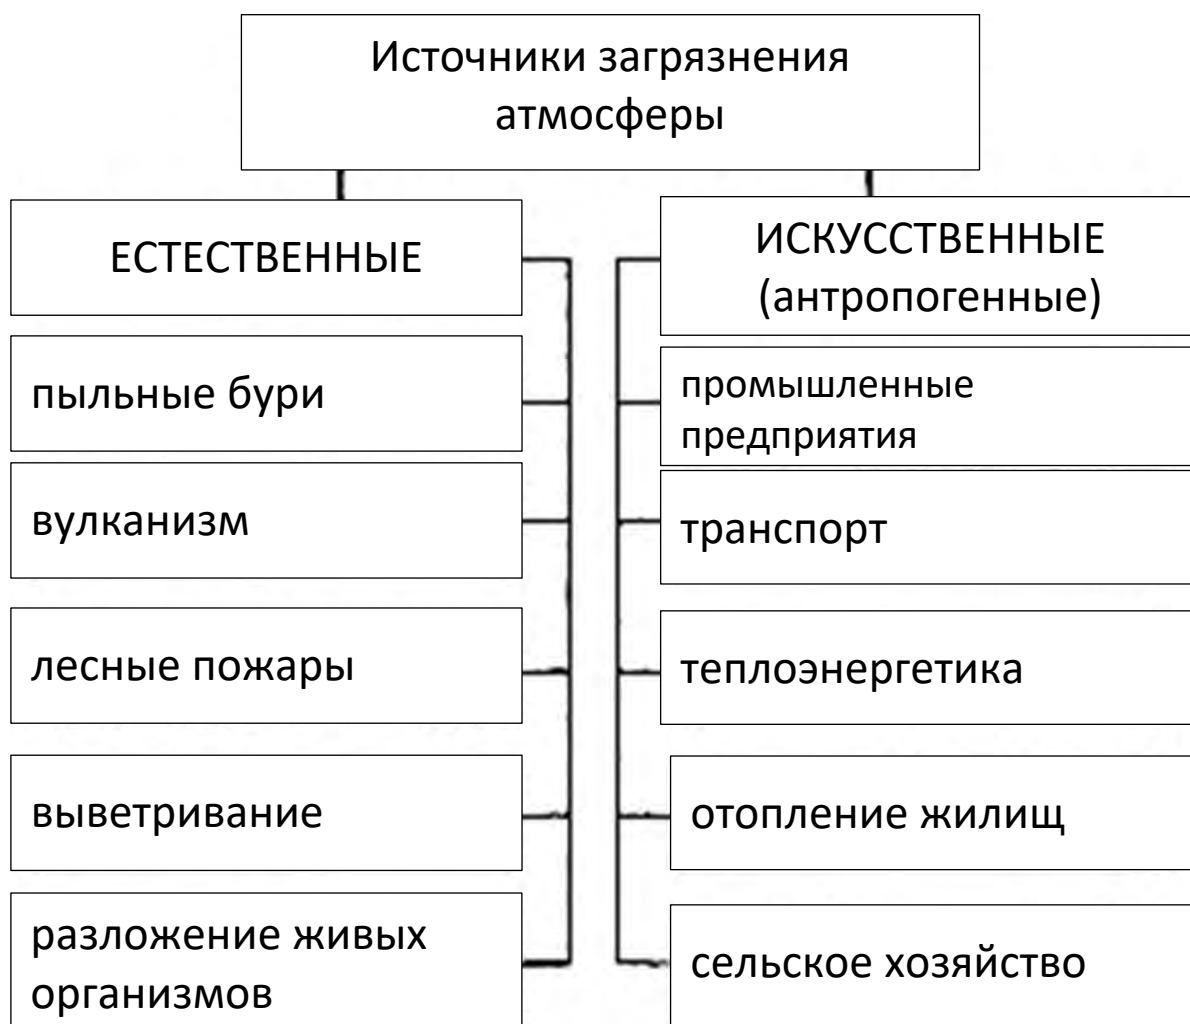 Источники загрязнения
атмосферы
ЕСТЕСТВЕННЫЕ
пыльные бури
вулканизм
лесные пожары
выветривание
разложение живых
организмов
ИСКУССТВЕННЫЕ
(антропогенные)
промышленные
предприятия
транспорт
теплоэнергетика
отопление жилищ
сельское хозяйство